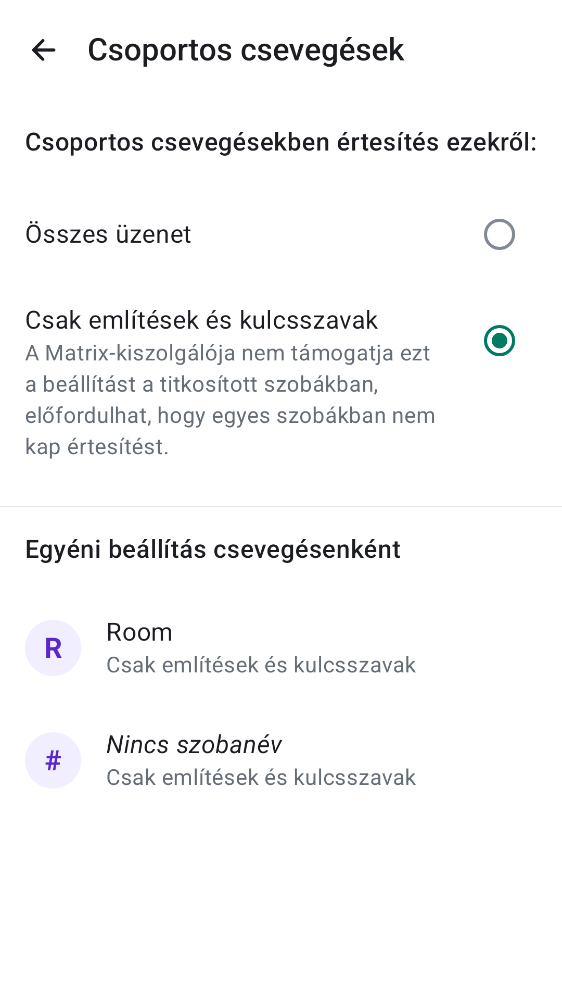 Csoportos csevegések
Csoportos csevegésekben értesítés ezekről:
Összes üzenet
Csak említések és kulcsszavak
A Matrix-kiszolgálója nem támogatja ezt
a beállítást a titkosított szobákban,
előfordulhat, hogy egyes szobákban nem
kap értesítést.
Egyéni beállítás csevegésenként
R
Room
Csak említések és kulcsszavak
#
Nincs szobanév
Csak említések és kulcsszavak